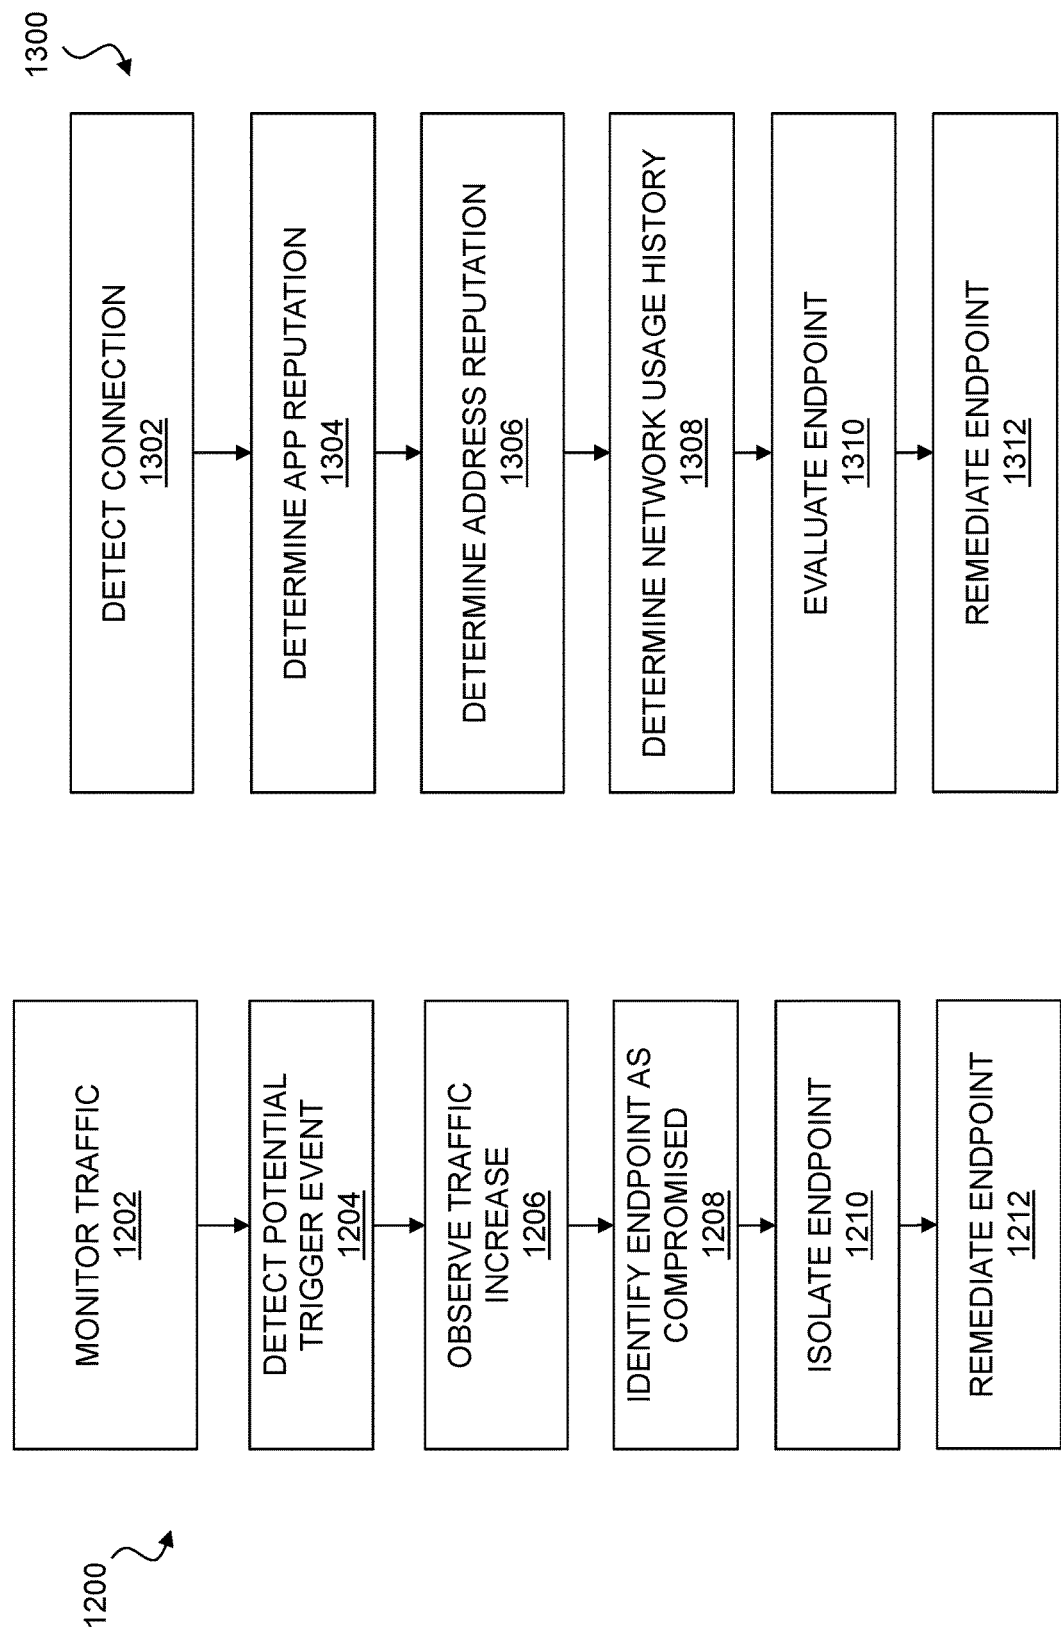 1200
MONITOR TRAFFIC
1202
DETECT POTENTIAL
TRIGGER EVENT
1204
OBSERVE TRAFFIC
INCREASE
1206
IDENTIFY ENDPOINT AS
COMPROMISED
1208
ISOLATE ENDPOINT
1210
REMEDIATE ENDPOINT
1212
1300
DETECT CONNECTION
1302
DETERMINE APP REPUTATION
1304
DETERMINE ADDRESS REPUTATION
1306
DETERMINE NETWORK USAGE HISTORY
1308
EVALUATE ENDPOINT
1310
REMEDIATE ENDPOINT
1312